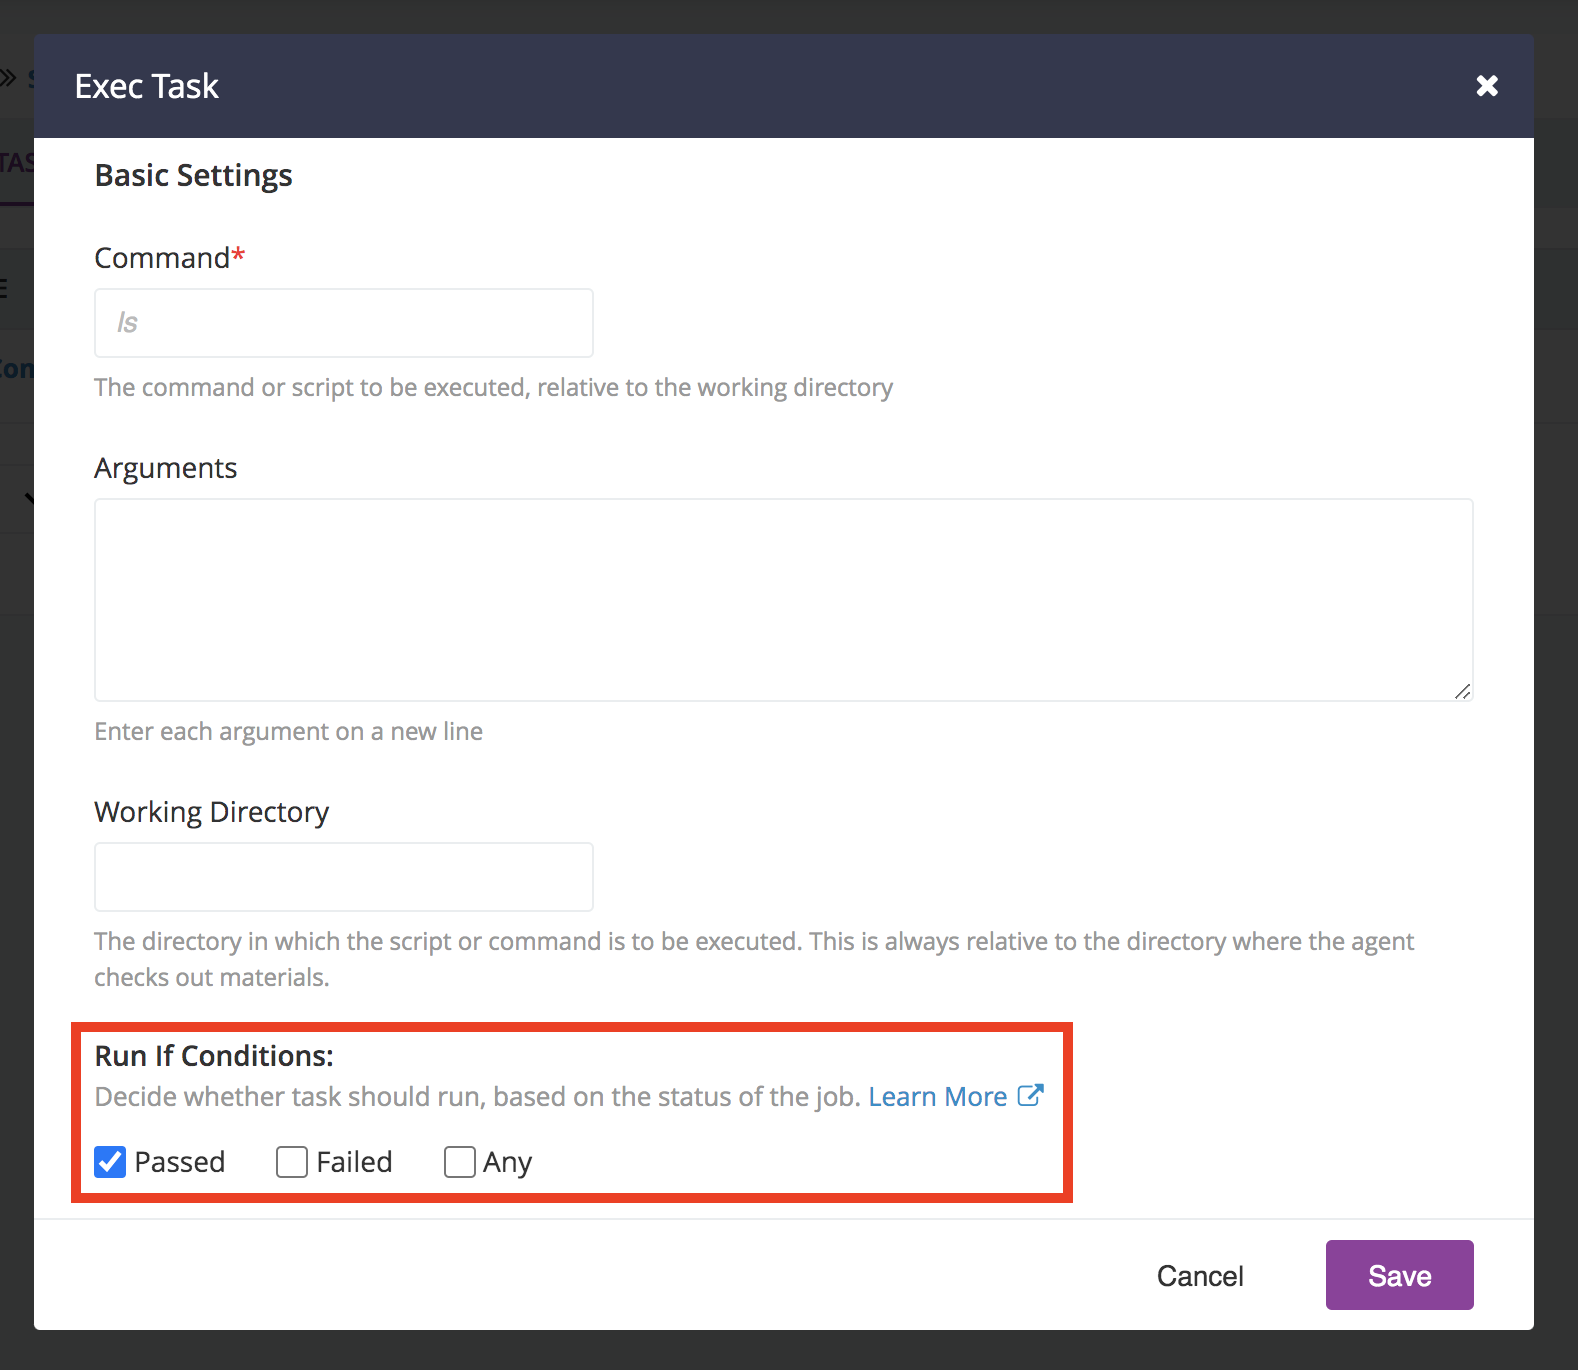 Exec Task
TAS
Basic Settings
Command*
ls
The command or script to be executed, relative to the working directory
Arguments
Enter each argument on a new line
Working Directory
The directory in which the script or command is to be executed. This is always relative to the directory where the agent
checks out materials.
Run If Conditions:
Decide whether task should run, based on the status of the job. Learn More
Passed Failed Any
Cancel Save